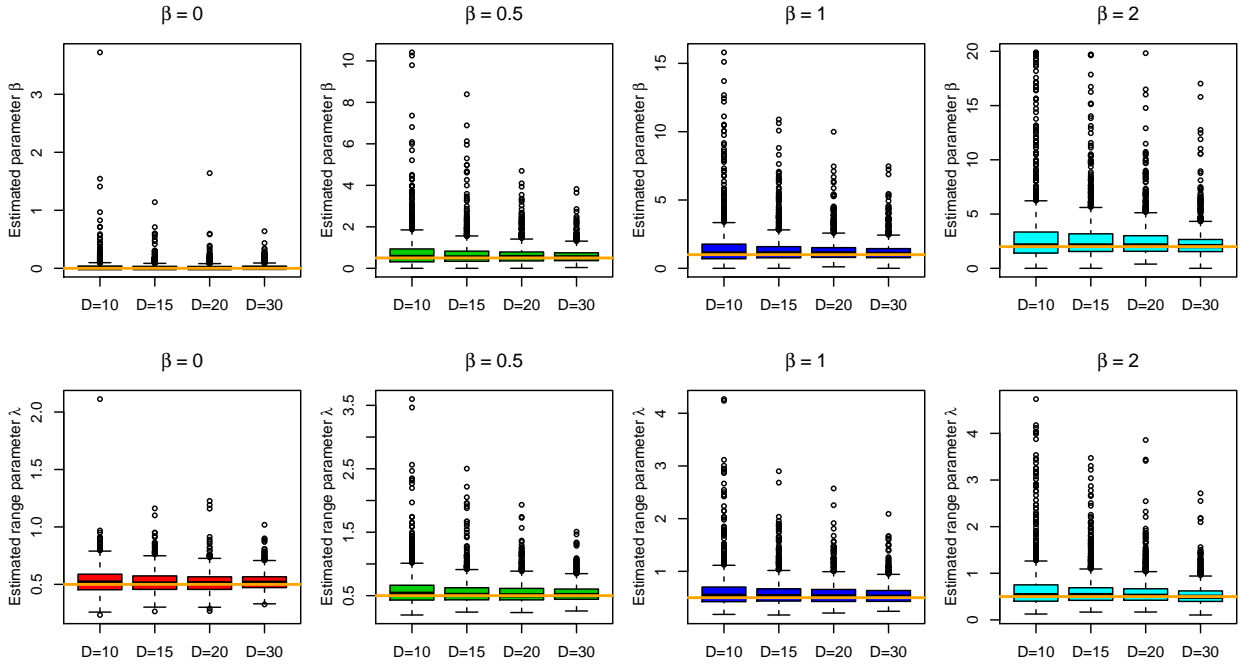 β = 0
β = 0.5
β = 1
β = 2
Estimated parameter β
0 1 2 3
D=10 D=15 D=20 D=30
Estimated parameter β
0 2 4 6 8 10
D=10 D=15 D=20 D=30
Estimated parameter β
0 5 10 15
D=10 D=15 D=20 D=30
Estimated parameter β
0 5 10 15 20
D=10 D=15 D=20 D=30
β = 0
β = 0.5
β = 1
β = 2
Estimated range parameter λ
0.5 1.0 1.5 2.0
D=10 D=15 D=20 D=30
Estimated range parameter λ
0.5 1.5 2.5 3.5
D=10 D=15 D=20 D=30
Estimated range parameter λ
1 2 3 4
D=10 D=15 D=20 D=30
Estimated range parameter λ
0 1 2 3 4
D=10 D=15 D=20 D=30